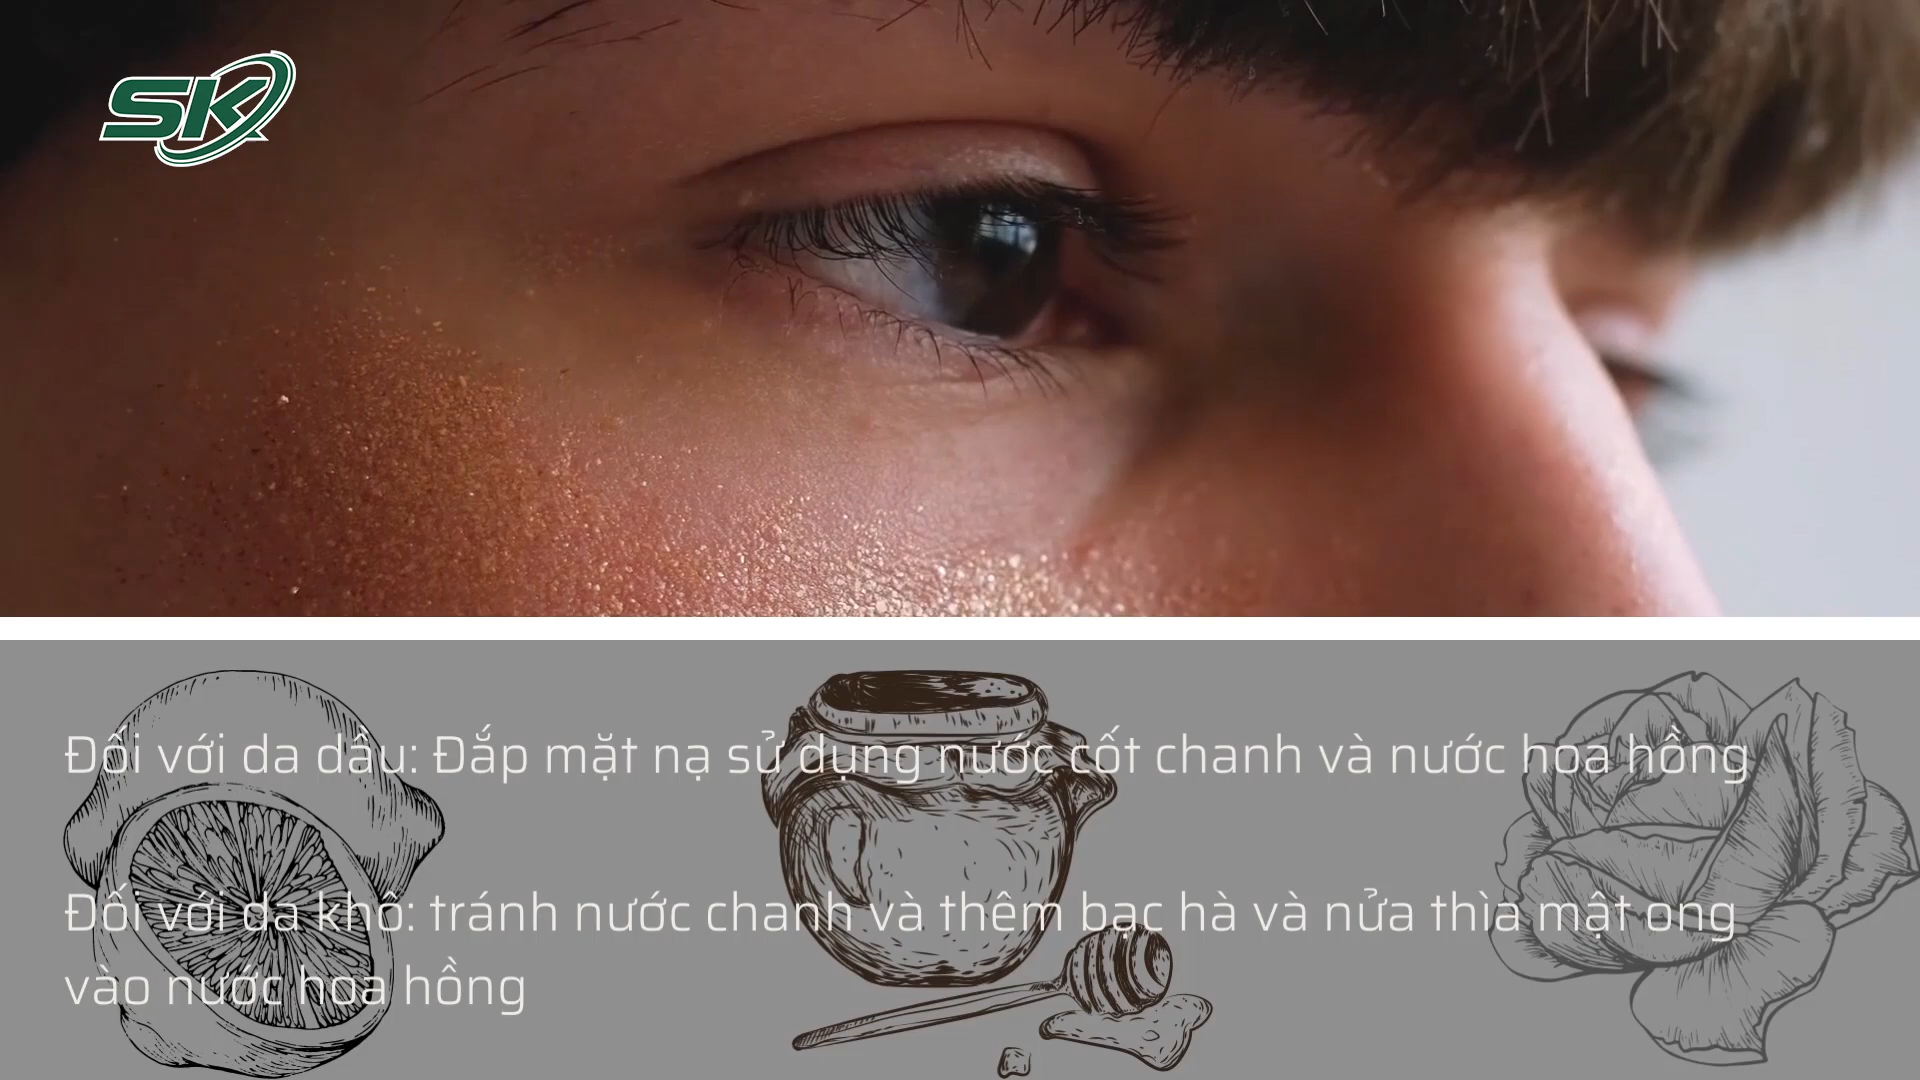 SK
Đối với da dầu: Đắp mặt nạ sử dụng nước cốt chanh và nước hoa hồng
Đối với da khô: tránh nước chanh và thêm bạc hà và nửa thìa mật ong
vào nước hoa hồng